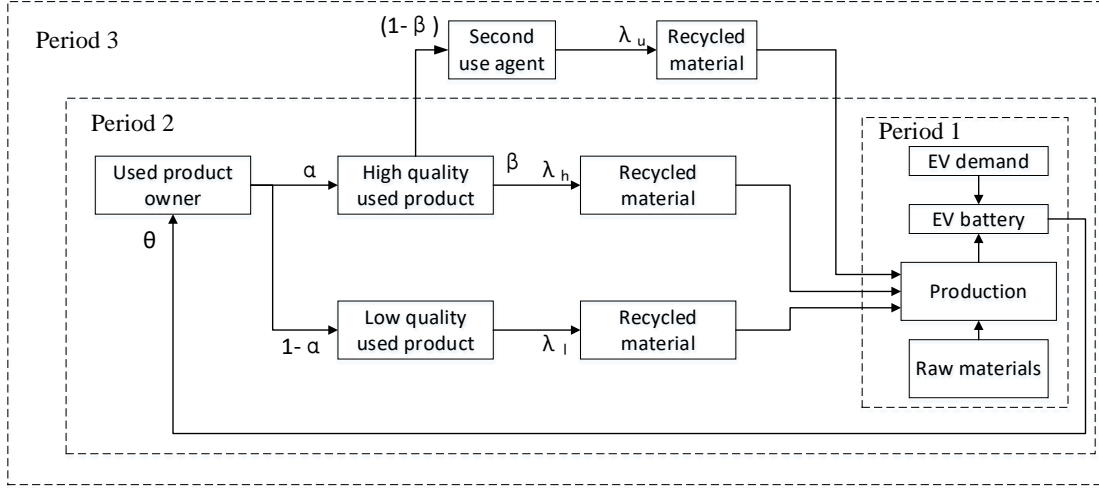 Period 3
(1-β)
Second
use agent
λ u
Recycled
material
Period 2
Period 1
Used product
owner
α
High quality
used product
β
λ h
Recycled
material
EV demand
EV battery
θ
Production
1-α
Low quality
used product
λ l
Recycled
material
Raw materials